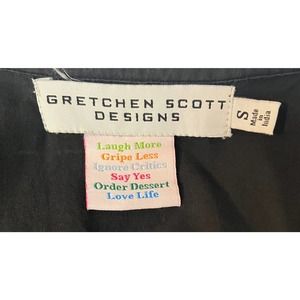 GRETCHEN SCOTT
DESIGNS
S
Made
in
India
Laugh More
Gripe Less
Ignore Critics
Say Yes
Order Dessert
Love Life